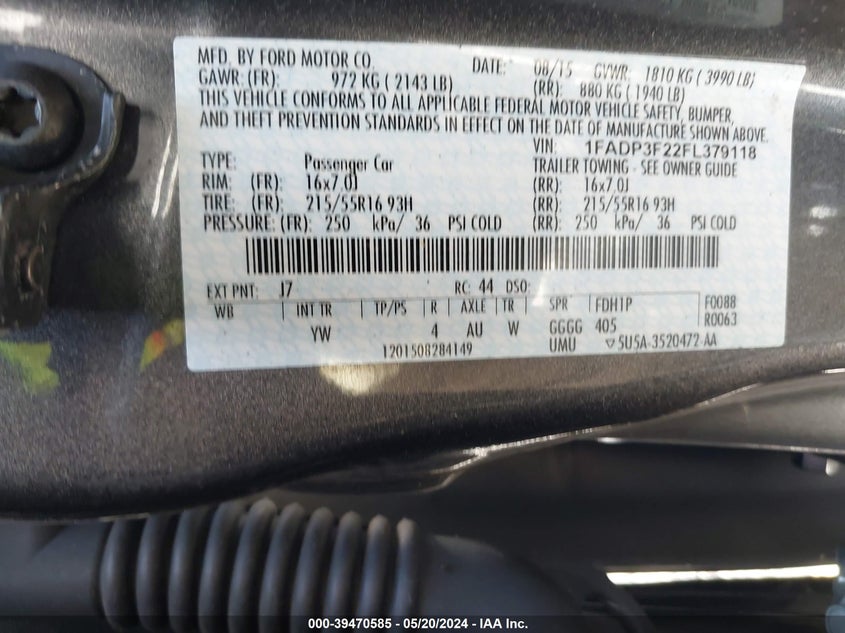 MFD. BY FORD MOTOR CO. DATE: 08/15 GVWR: 1810 KG ( 3990 LB)
GAWR: (FR): 972 KG ( 2143 LB) (RR): 880 KG ( 1940 LB)
THIS VEHICLE CONFORMS TO ALL APPLICABLE FEDERAL MOTOR VEHICLE SAFETY, BUMPER,
AND THEFT PREVENTION STANDARDS IN EFFECT ON THE DATE OF MANUFACTURE SHOWN ABOVE.
VIN: 1FADP3F22FL379118
TYPE: Passenger Car TRAILER TOWING - SEE OWNER GUIDE
RIM: (FR): 16x7.0J (RR): 16x7.0J
TIRE: (FR): 215/55R16 93H (RR): 215/55R16 93H
PRESSURE: (FR): 250 kPa/ 36 PSI COLD (RR): 250 kPa/ 36 PSI COLD
EXT PNT: J7 RC: 44 DSO:
WB INT TR TP/PS R AXLE TR SPR FDH1P F0088
YW 4 AU W GGGG 405 R0063
1201508284149 UMU ▽5U5A-3520472-AA
000-39470585 - 05/20/2024 - IAA Inc.